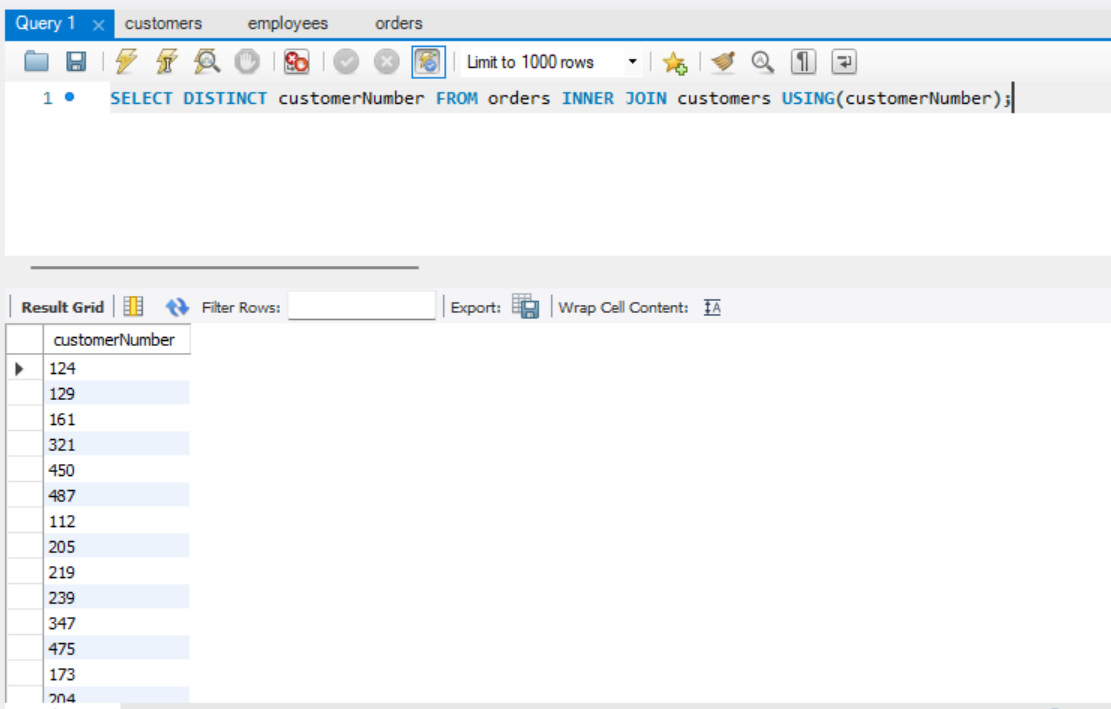 Query 1 customers employees orders
Limit to 1000 rows
1 SELECT DISTINCT customerNumber FROM orders INNER JOIN customers USING(customerNumber);
Result Grid Filter Rows: Export: Wrap Cell Content: IA
customerNumber
124
129
161
321
450
487
112
205
219
239
347
475
173
204